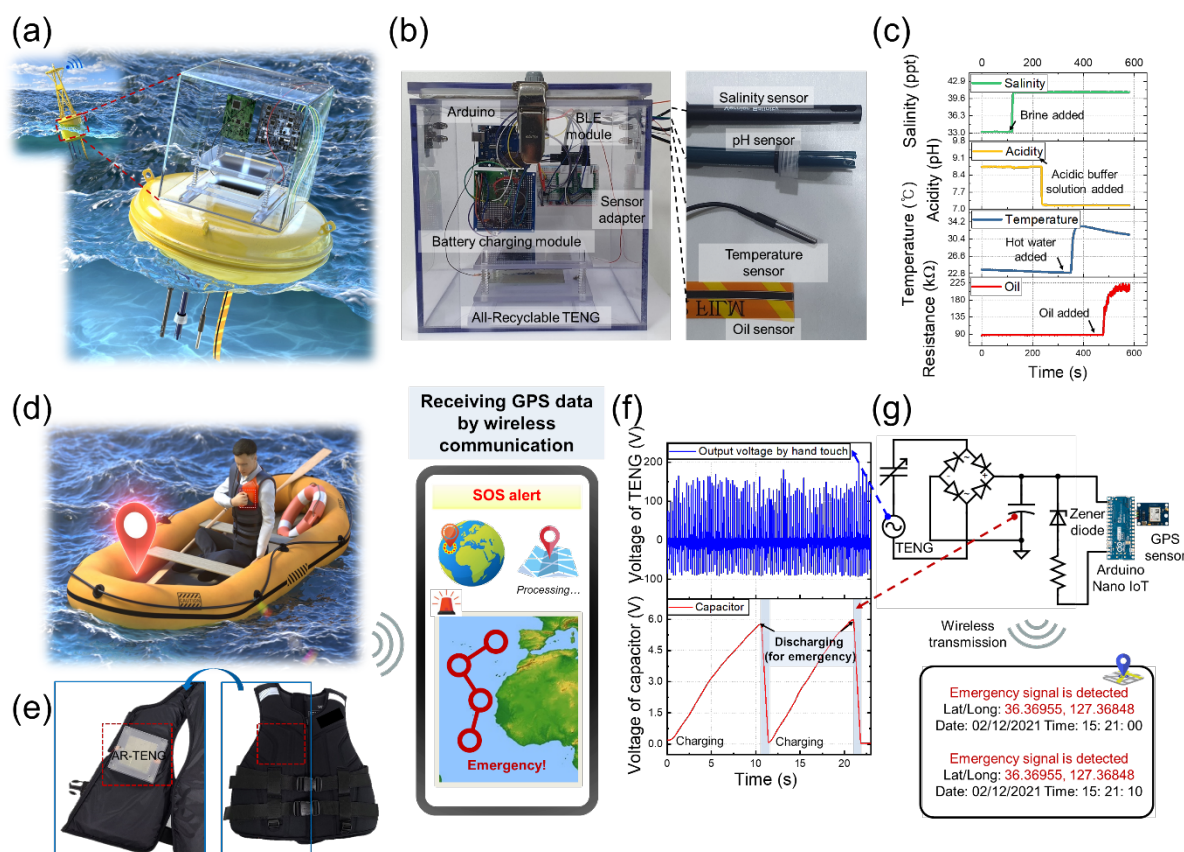 (a)
(b)
Arduino
BLE
module
Sensor
adapter
Battery charging module
All-Recyclable TENG
Salinity sensor
pH sensor
Temperature
sensor
Oil sensor
(c)
0 200 400 600
Salinity (ppt)
42.9
39.6
36.3
33.0
Salinity
Brine added
Acidity (pH)
9.8
9.1
8.4
7.7
7.0
Acidity
Acidic buffer
solution added
Temperature (℃)
34.2
30.4
26.6
22.8
Temperature
Hot water
added
Resistance (kΩ)
225
180
135
90
Oil
Oil added
0 200 400 600
Time (s)
(d)
Receiving GPS data
by wireless
communication
SOS alert
Processing...
Emergency!
(e)
AR-TENG
(f)
Voltage of TENG (V)
200
100
0
-100
Output voltage by hand touch
Voltage of capacitor (V)
6.0
4.5
3.0
1.5
0.0
Capacitor
Discharging
(for emergency)
Charging
Charging
0 5 10 15 20
Time (s)
(g)
TENG
Zener
diode
Arduino
Nano IoT
GPS
sensor
Wireless
transmission
Emergency signal is detected
Lat/Long: 36.36955, 127.36848
Date: 02/12/2021 Time: 15: 21: 00
Emergency signal is detected
Lat/Long: 36.36955, 127.36848
Date: 02/12/2021 Time: 15: 21: 10